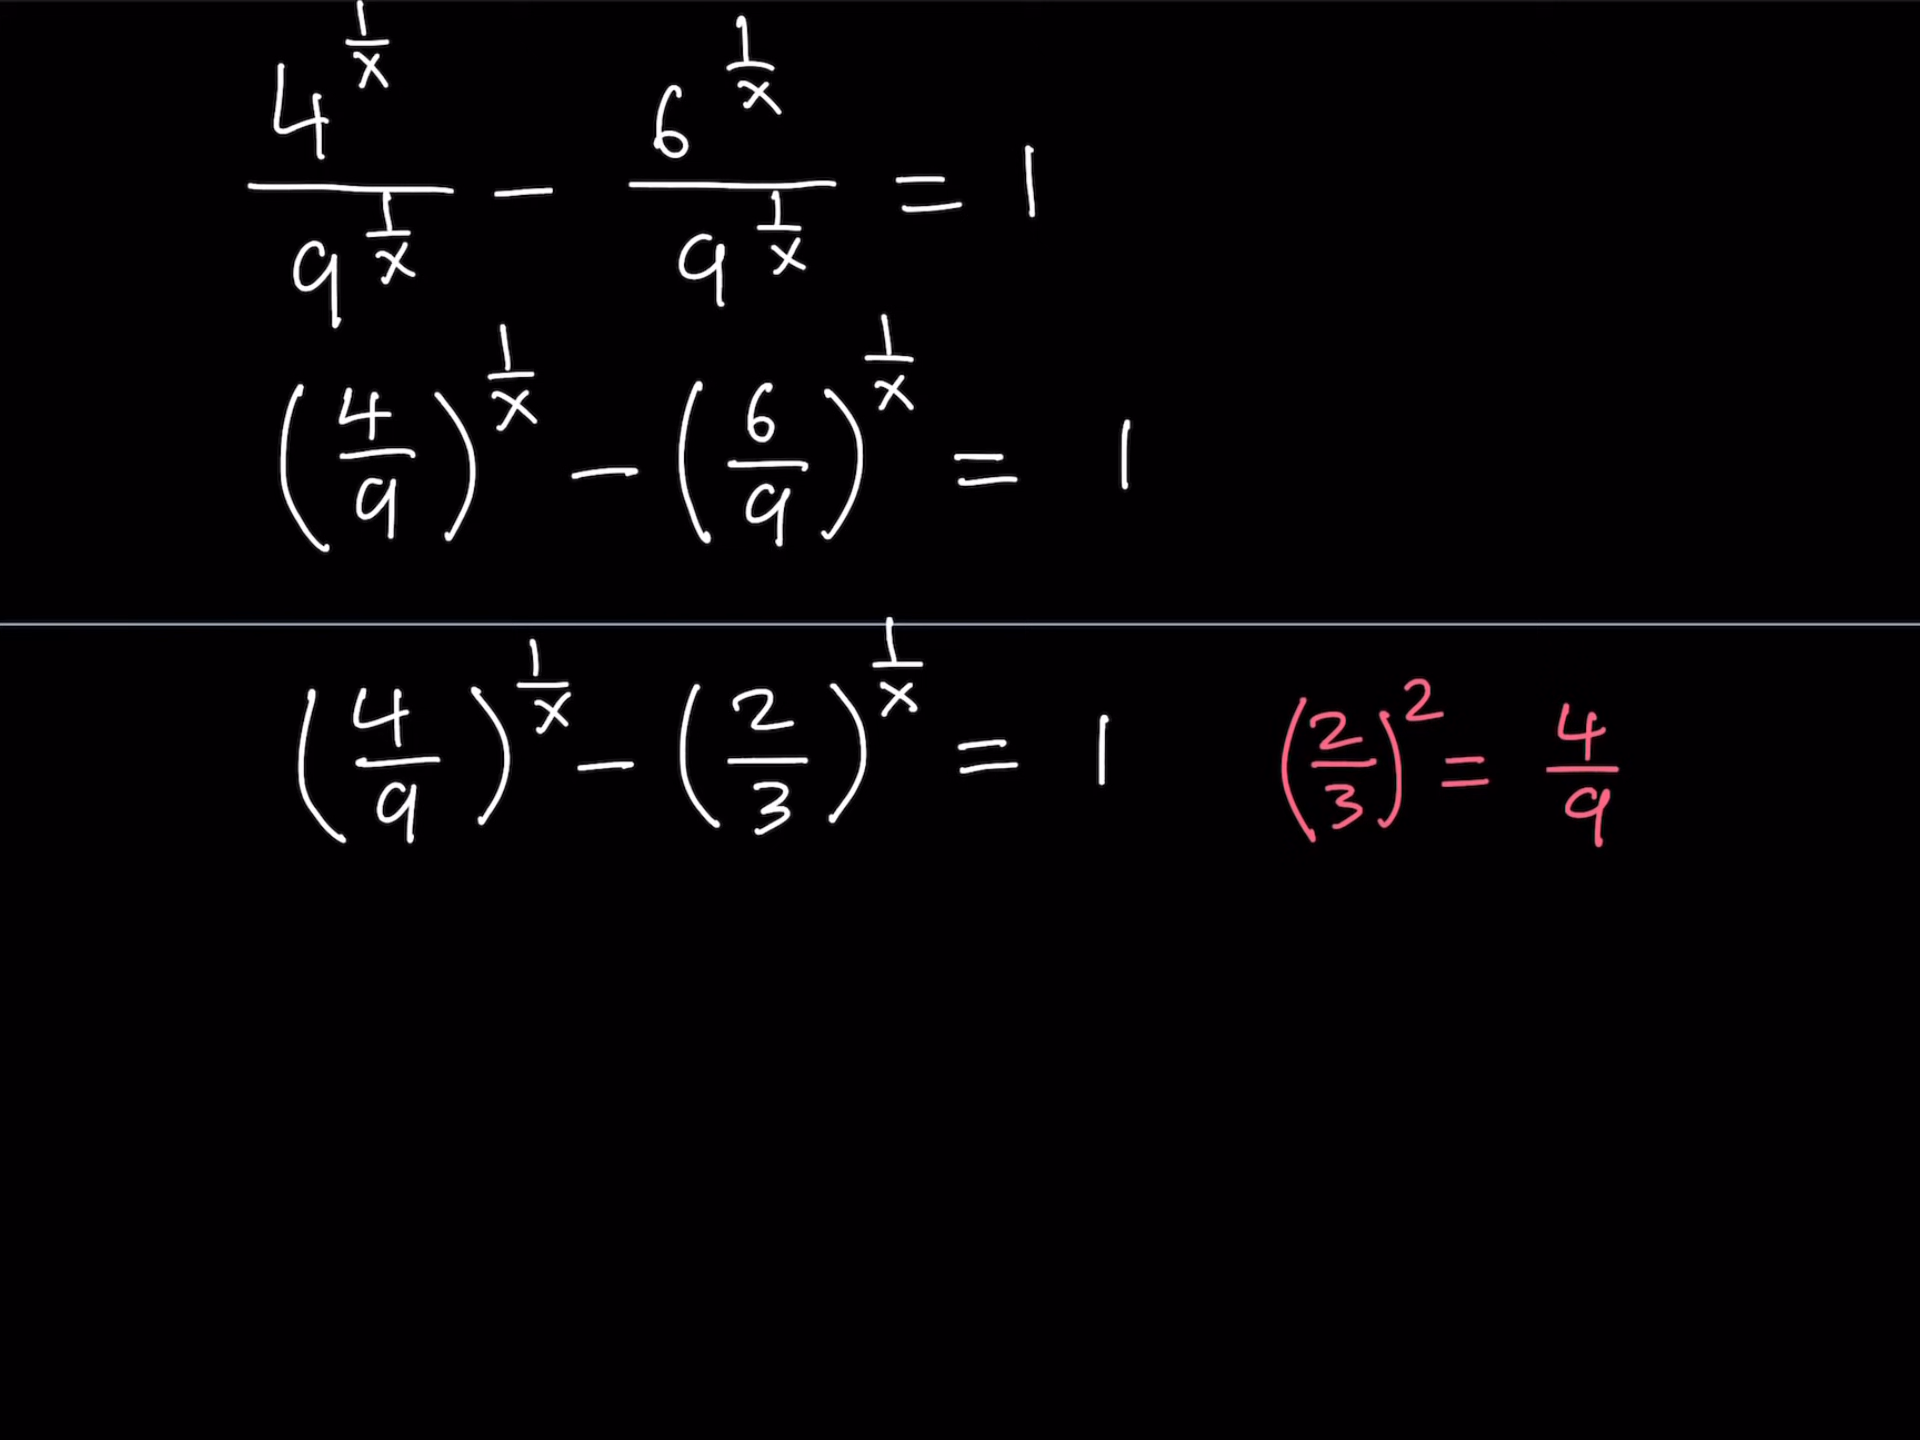 4^(1/x) / 9^(1/x) − 6^(1/x) / 9^(1/x) = 1
(4/9)^(1/x) − (6/9)^(1/x) = 1
(4/9)^(1/x) − (2/3)^(1/x) = 1 (2/3)^2 = 4/9